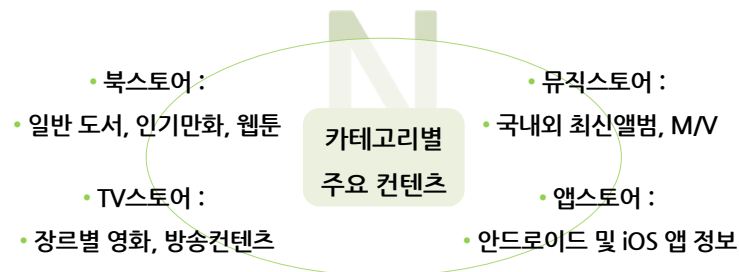 N
• 북스토어 :
• 일반 도서, 인기만화, 웹툰
• 뮤직스토어 :
• 국내외 최신앨범, M/V
카테고리별
주요 컨텐츠
• TV스토어 :
• 장르별 영화, 방송컨텐츠
• 앱스토어 :
• 안드로이드 및 iOS 앱 정보